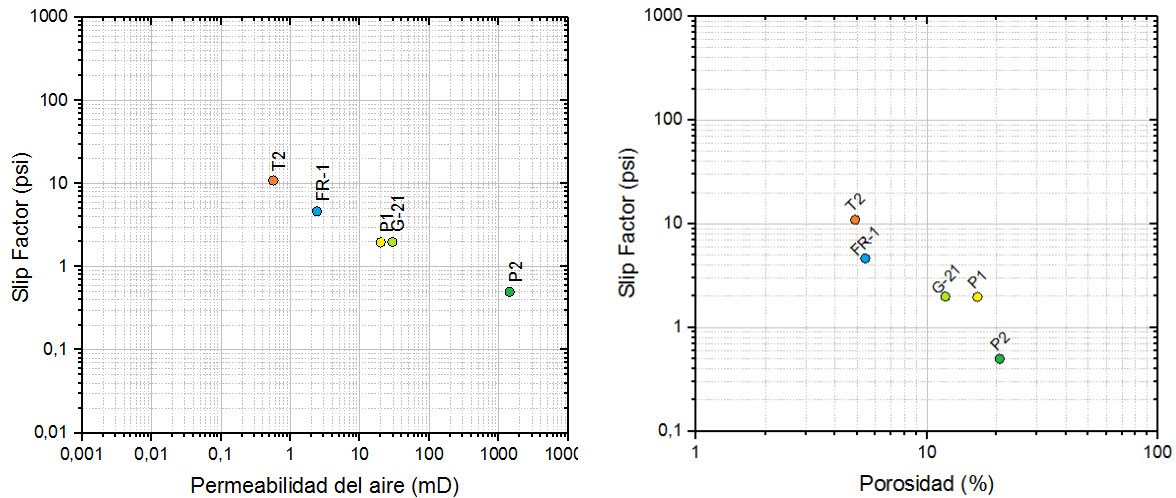 Slip Factor (psi)
1000
100
10
1
0,1
0,01
T2
FR-1
P1
G-21
P2
0,001 0,01 0,1 1 10 100 1000 1000
Permeabilidad del aire (mD)
Slip Factor (psi)
1000
100
10
1
0,1
T2
FR-1
G-21
P1
P2
1 10 100
Porosidad (%)